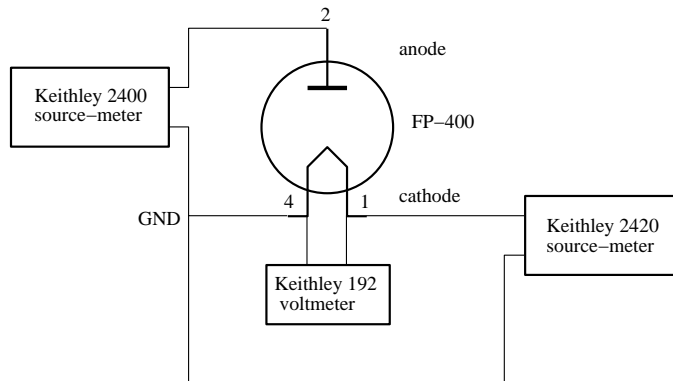 2
anode
Keithley 2400
source−meter
FP−400
cathode
4
1
GND
Keithley 2420
source−meter
Keithley 192
voltmeter